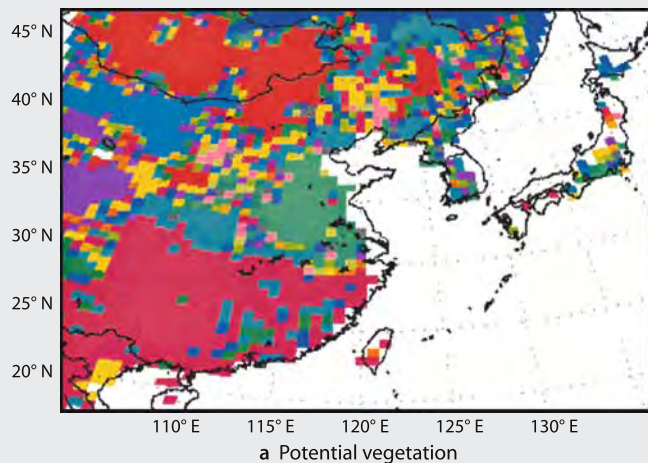 45° N
40° N
35° N
30° N
25° N
20° N
110° E 115° E 120° E 125° E 130° E
a Potential vegetation